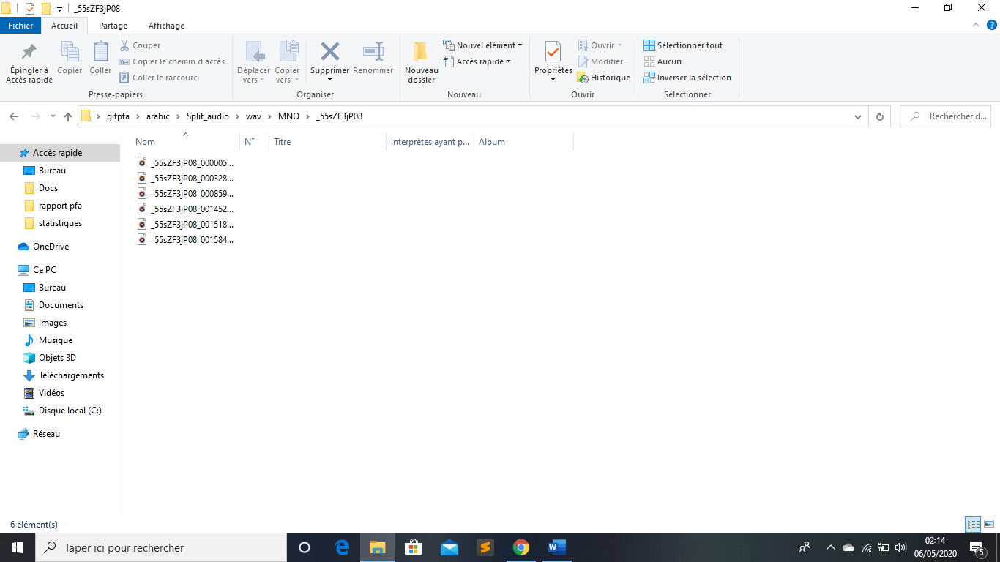 _55sZF3jP08
Fichier Accueil Partage Affichage
Épingler à Accès rapide
Copier
Coller
Couper
Copier le chemin d'accès
Coller le raccourci
Presse-papiers
Déplacer vers
Copier vers
Supprimer
Renommer
Organiser
Nouveau dossier
Nouvel élément
Accès rapide
Nouveau
Propriétés
Ouvrir
Modifier
Historique
Ouvrir
Sélectionner tout
Aucun
Inverser la sélection
Sélectionner
gitpfa > arabic > Split_audio > wav > MNO > _55sZF3jP08
Rechercher d...
Nom N° Titre Interprètes ayant p... Album
_55sZF3jP08_000005...
_55sZF3jP08_000328...
_55sZF3jP08_000859...
_55sZF3jP08_001452...
_55sZF3jP08_001518...
_55sZF3jP08_001584...
Accès rapide
Bureau
Docs
rapport pfa
statistiques
OneDrive
Ce PC
Bureau
Documents
Images
Musique
Objets 3D
Téléchargements
Vidéos
Disque local (C:)
Réseau
6 élément(s)
Taper ici pour rechercher
02:14
06/05/2020
5